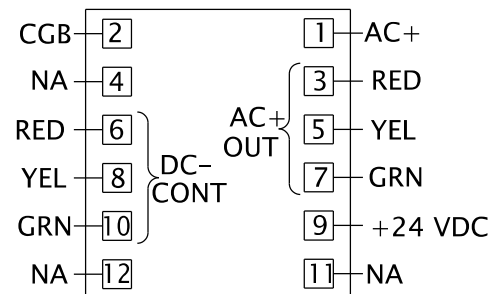 CGB 2 1 AC+
NA 4 3 RED
RED 6 AC+ OUT 5 YEL
YEL 8 DC- CONT 7 GRN
GRN 10 9 +24 VDC
NA 12 11 NA